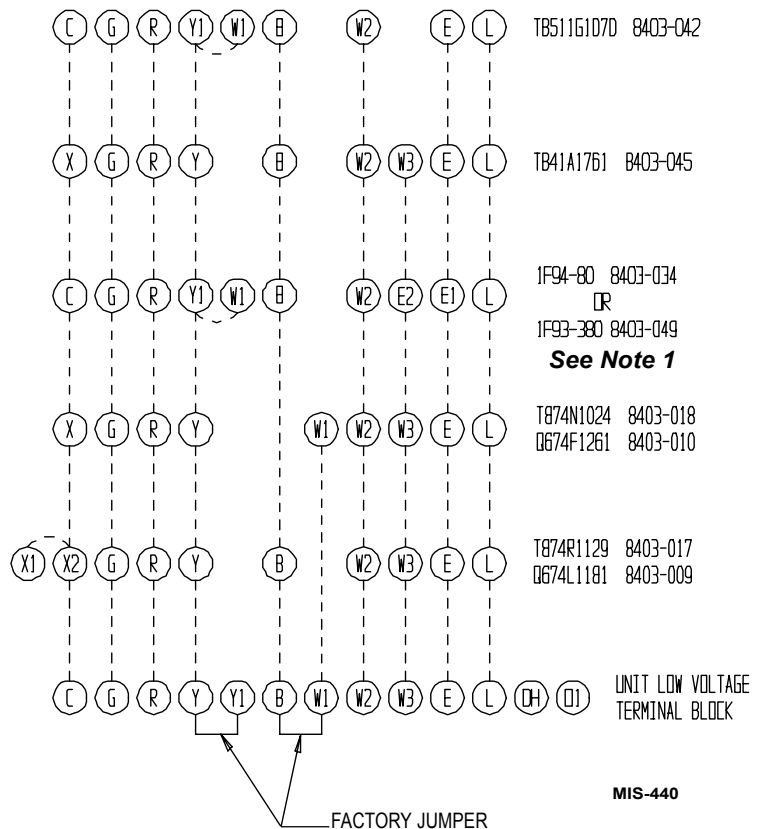 C G R Y1 W1 B W2 E L TB511G1070 8403-042
X G R Y B W2 W3 E L TB41A1761 8403-045
C G R Y1 W1 B W2 E2 E1 L 1F94-80 8403-034
OR
1F93-380 8403-049
See Note 1
X G R Y W1 W2 W3 E L T874N1024 8403-018
Q674F1261 8403-010
X1 X2 G R Y B W2 W3 E L T874R1129 8403-017
Q674L1181 8403-009
C G R Y Y1 B W1 W2 W3 E L OH O1 UNIT LOW VOLTAGE
TERMINAL BLOCK
MIS-440
FACTORY JUMPER